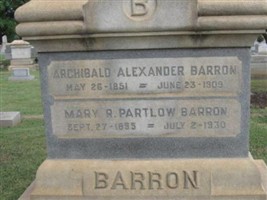 B
ARCHIBALD ALEXANDER BARRON
MAY 26-1851 = JUNE 23-1909
MARY R. PARTLOW BARRON
SEPT. 27-1855 = JULY 2-1930
BARRON